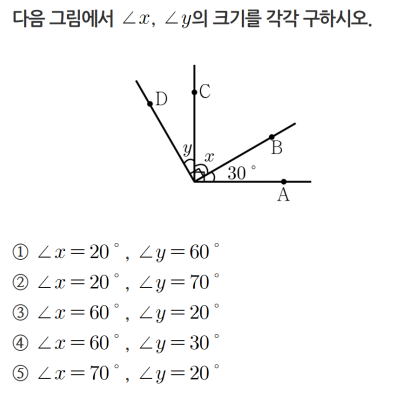 다음 그림에서 ∠x, ∠y의 크기를 각각 구하시오.
D
C
y
x
B
30°
A
① ∠x=20°, ∠y=60°
② ∠x=20°, ∠y=70°
③ ∠x=60°, ∠y=20°
④ ∠x=60°, ∠y=30°
⑤ ∠x=70°, ∠y=20°